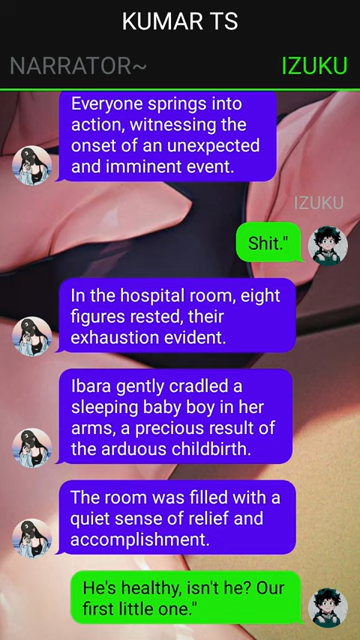 KUMAR TS
NARRATOR~
IZUKU
Everyone springs into
action, witnessing the
onset of an unexpected
and imminent event.
IZUKU
Shit."
In the hospital room, eight
figures rested, their
exhaustion evident.
Ibara gently cradled a
sleeping baby boy in her
arms, a precious result of
the arduous childbirth.
The room was filled with a
quiet sense of relief and
accomplishment.
He's healthy, isn't he? Our
first little one."